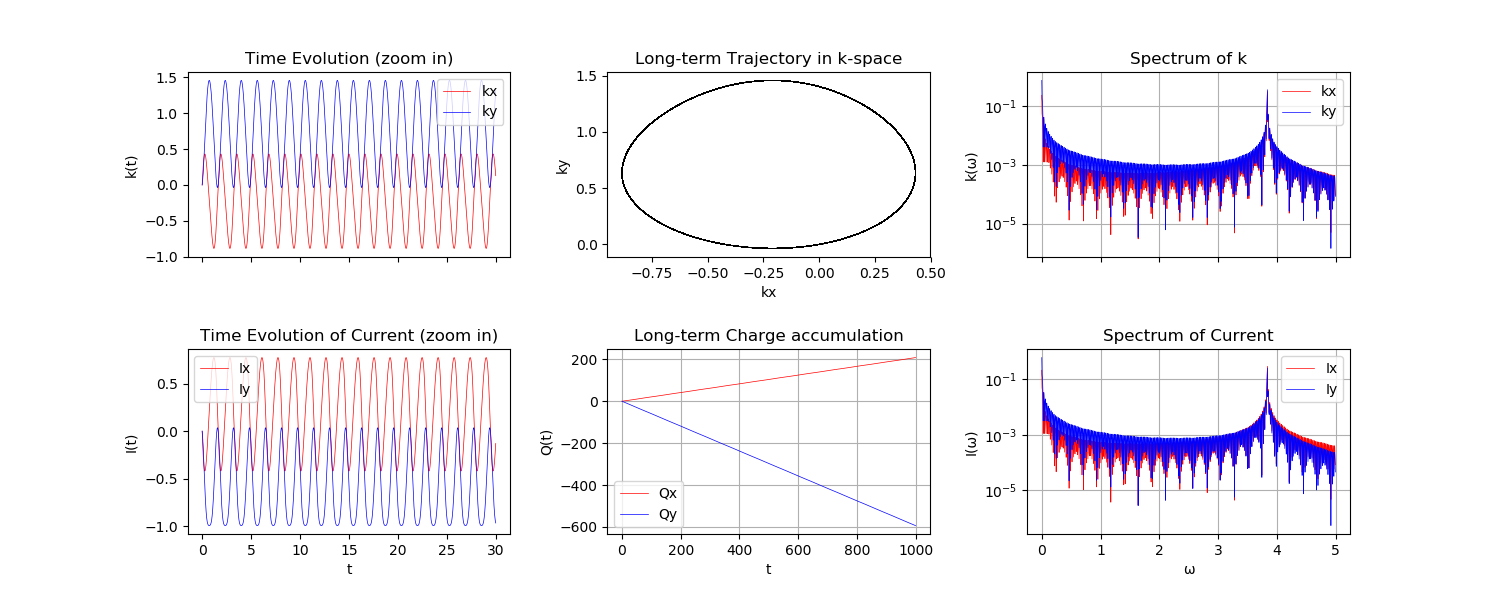 Time Evolution (zoom in)
k(t)
1.5
1.0
0.5
0.0
−0.5
−1.0
kx
ky
Long-term Trajectory in k-space
ky
1.5
1.0
0.5
0.0
−0.75 −0.50 −0.25 0.00 0.25 0.50
kx
Spectrum of k
k(ω)
10⁻¹
10⁻³
10⁻⁵
kx
ky
Time Evolution of Current (zoom in)
I(t)
0.5
0.0
−0.5
−1.0
Ix
Iy
0 5 10 15 20 25 30
t
Long-term Charge accumulation
Q(t)
200
0
−200
−400
−600
Qx
Qy
0 200 400 600 800 1000
t
Spectrum of Current
I(ω)
10⁻¹
10⁻³
10⁻⁵
Ix
Iy
0 1 2 3 4 5
ω